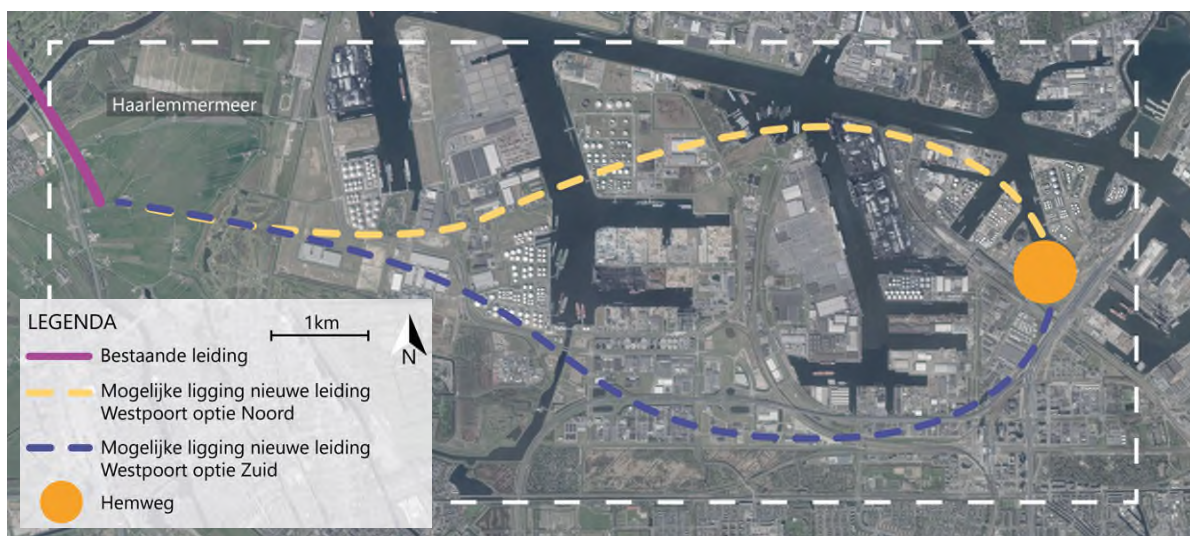 Haarlemmermeer
LEGENDA
1km
N
Bestaande leiding
Mogelijke ligging nieuwe leiding
Westpoort optie Noord
Mogelijke ligging nieuwe leiding
Westpoort optie Zuid
Hemweg